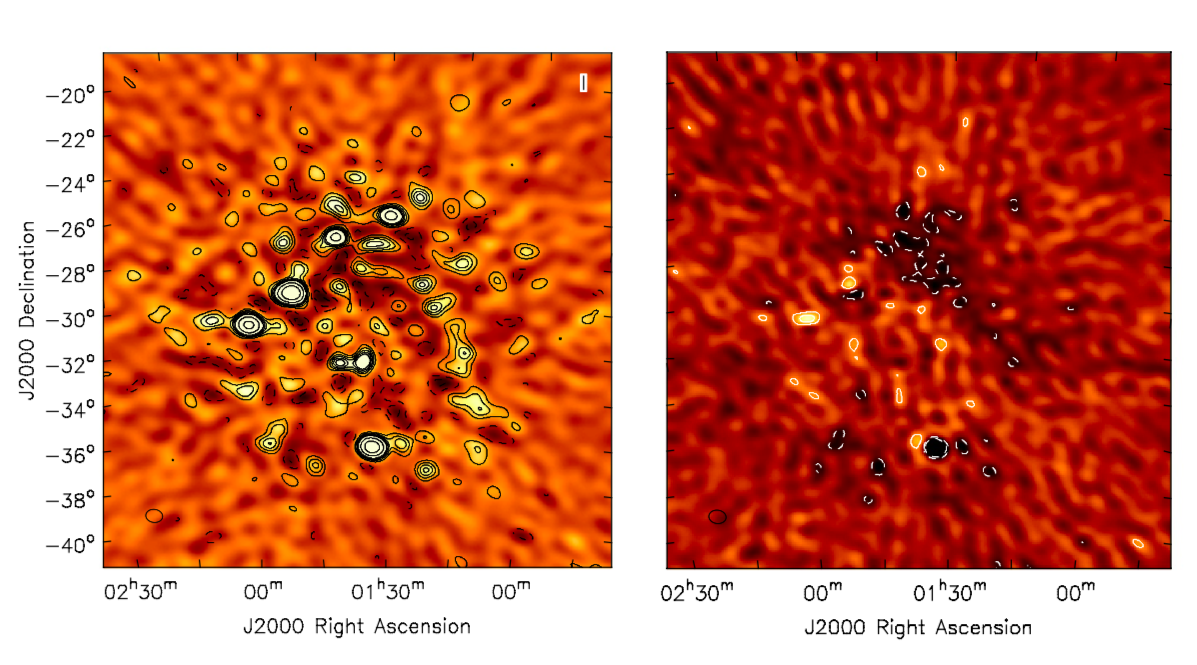 I
−20°
−22°
−24°
−26°
−28°
−30°
−32°
−34°
−36°
−38°
−40°
J2000 Declination
02ʰ30ᵐ 00ᵐ 01ʰ30ᵐ 00ᵐ
J2000 Right Ascension
02ʰ30ᵐ 00ᵐ 01ʰ30ᵐ 00ᵐ
J2000 Right Ascension